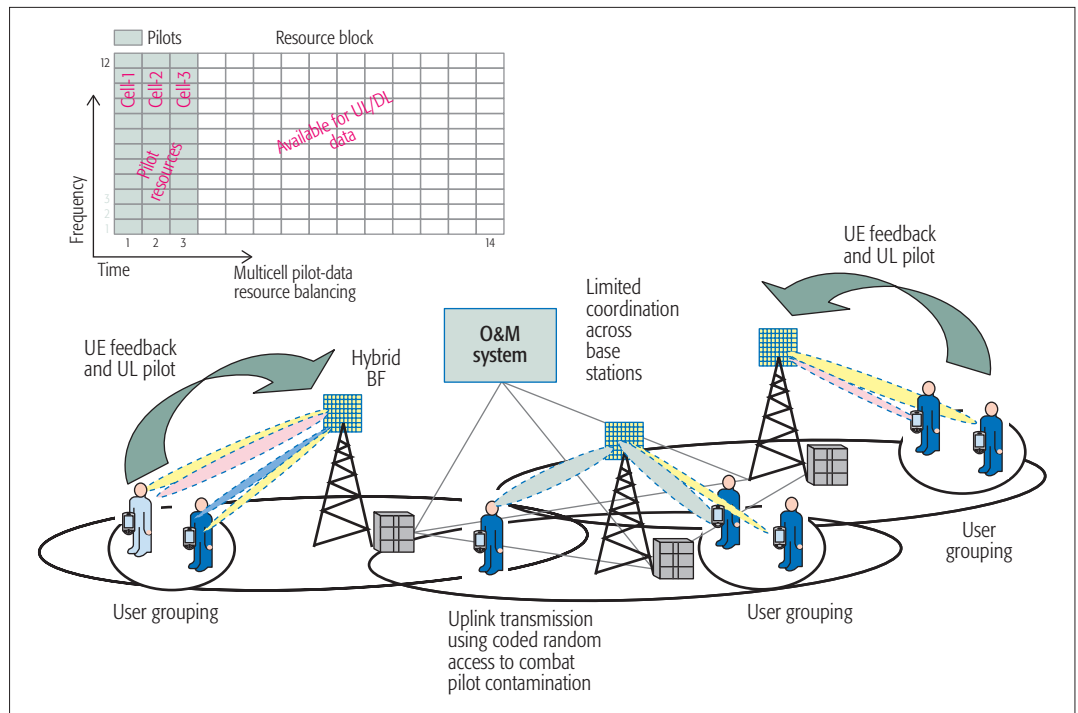 Pilots
Resource block
12
Cell-1
Cell-2
Cell-3
Available for UL/DL
data
Pilot
resources
Frequency
3
2
1
1
2
3
14
Time
Multicell pilot-data
resource balancing
UE feedback
and UL pilot
Hybrid
BF
O&M
system
Limited
coordination
across
base
stations
UE feedback
and UL pilot
User grouping
Uplink transmission
using coded random
access to combat
pilot contamination
User grouping
User
grouping